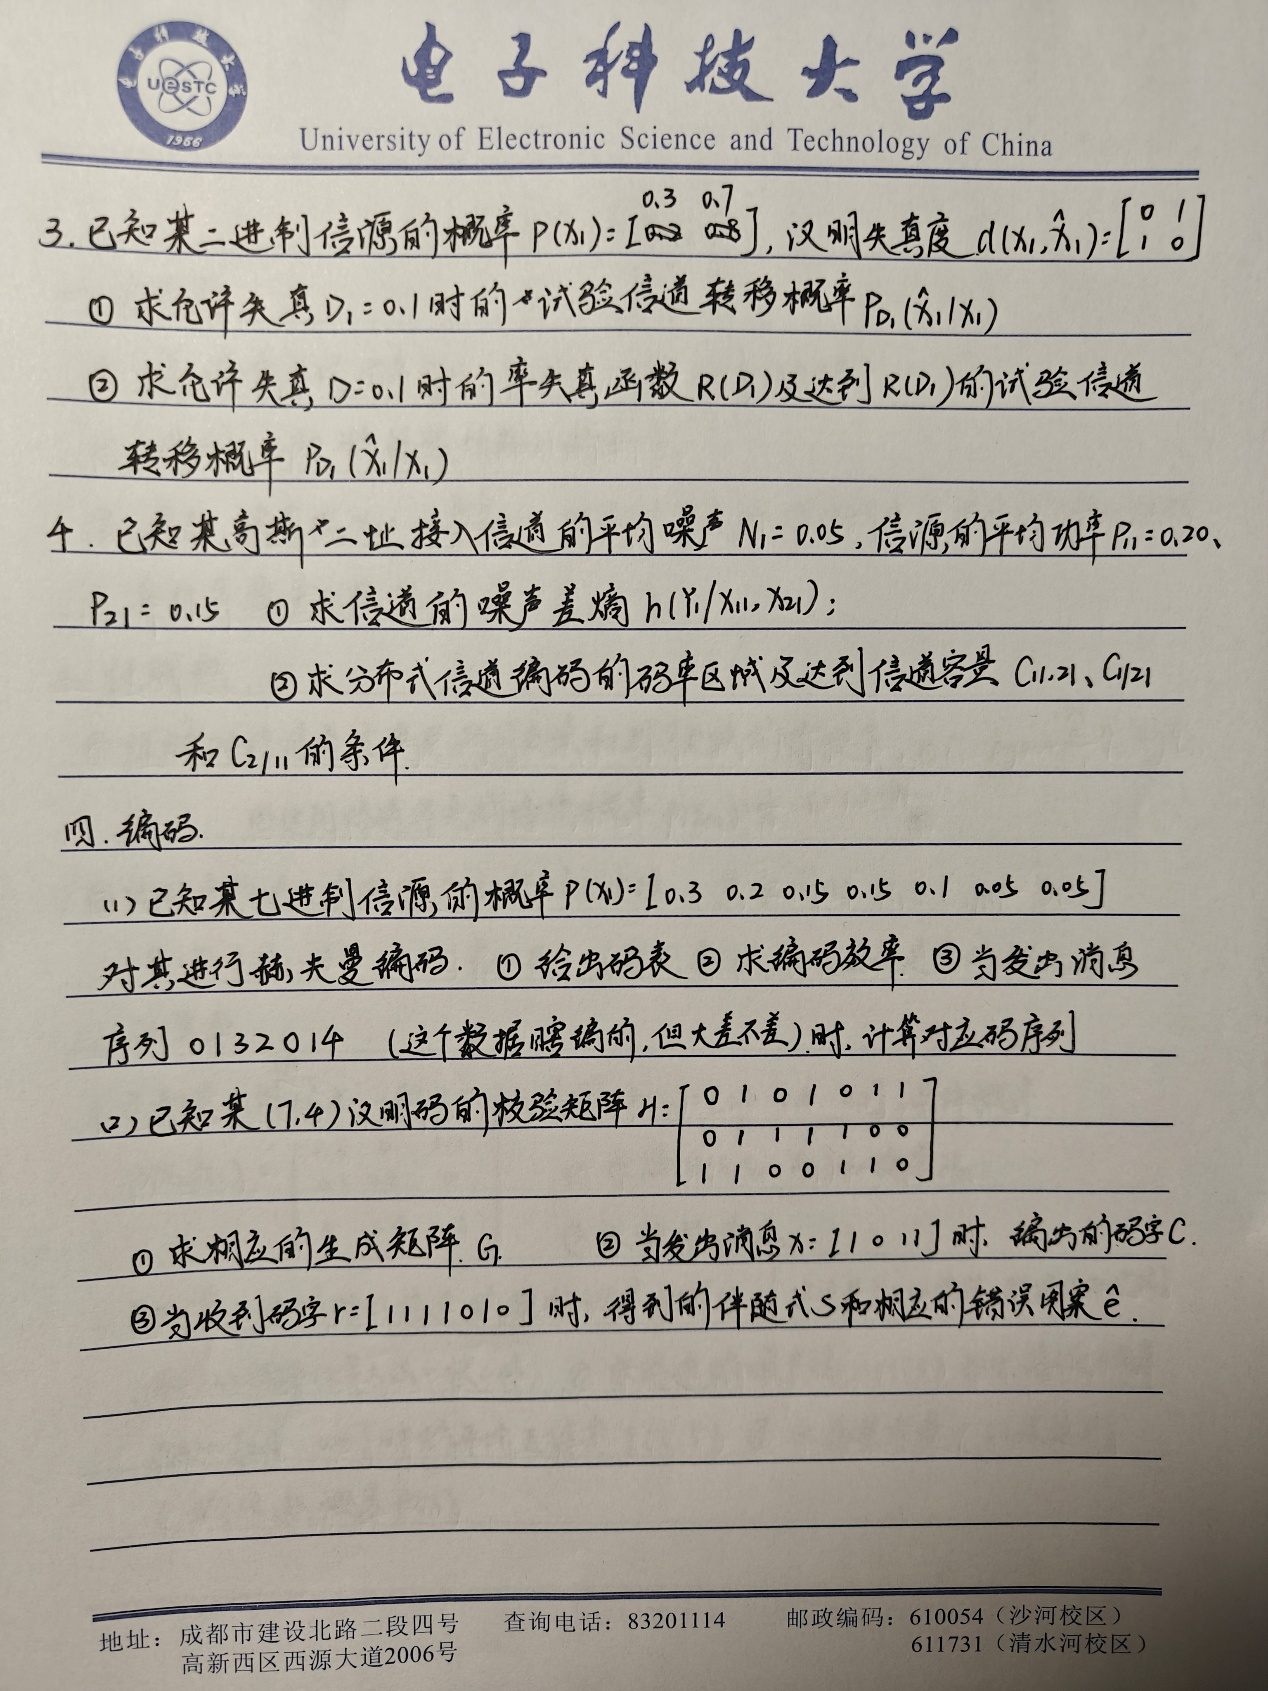 电子科技大学
UESTC
1956
University of Electronic Science and Technology of China
0.3 0.7
3. 已知某二进制信源的概率 P(x₁)=[0.2 0.8], 汉明失真度 d(x₁,x̂₁)=[0 1
1 0]
① 求允许失真 D₁=0.1时的 试验信道转移概率 P_D₁(x̂₁/x₁)
② 求允许失真 D=0.1时的率失真函数 R(D₁)及达到 R(D₁)的试验信道
转移概率 P_D₁(x̂₁/x₁)
4. 已知某高斯 二址接入信道的平均噪声 N₁=0.05, 信源的平均功率 P₁₁=0.20、
P₂₁=0.15 ① 求信道的噪声差熵 h(Y₁/X₁₁,X₂₁);
② 求分布式信道编码的码率区域及达到信道容量 C₁₁,₂₁、C₁₁/₂₁
和 C₂₁/₁₁ 的条件.
四. 编码.
(1) 已知某七进制信源的概率 P(x₁)=[0.3 0.2 0.15 0.15 0.1 0.05 0.05]
对其进行赫夫曼编码. ① 给出码表 ② 求编码效率. ③ 当发出消息
序列 0132014 (这个数据瞎编的,但大差不差)时, 计算对应码序列
(2) 已知某 (7,4) 汉明码的校验矩阵 H=[0 1 0 1 0 1 1
0 1 1 1 1 0 0
1 1 0 0 1 1 0]
① 求相应的生成矩阵 G. ② 当发出消息 x=[1 0 1 1] 时, 编出的码字 C.
③ 当收到码字 r=[1111010] 时, 得到的伴随式 S 和相应的错误图案 ê.
地址: 成都市建设北路二段四号 查询电话: 83201114 邮政编码: 610054 (沙河校区)
高新西区西源大道2006号 611731 (清水河校区)